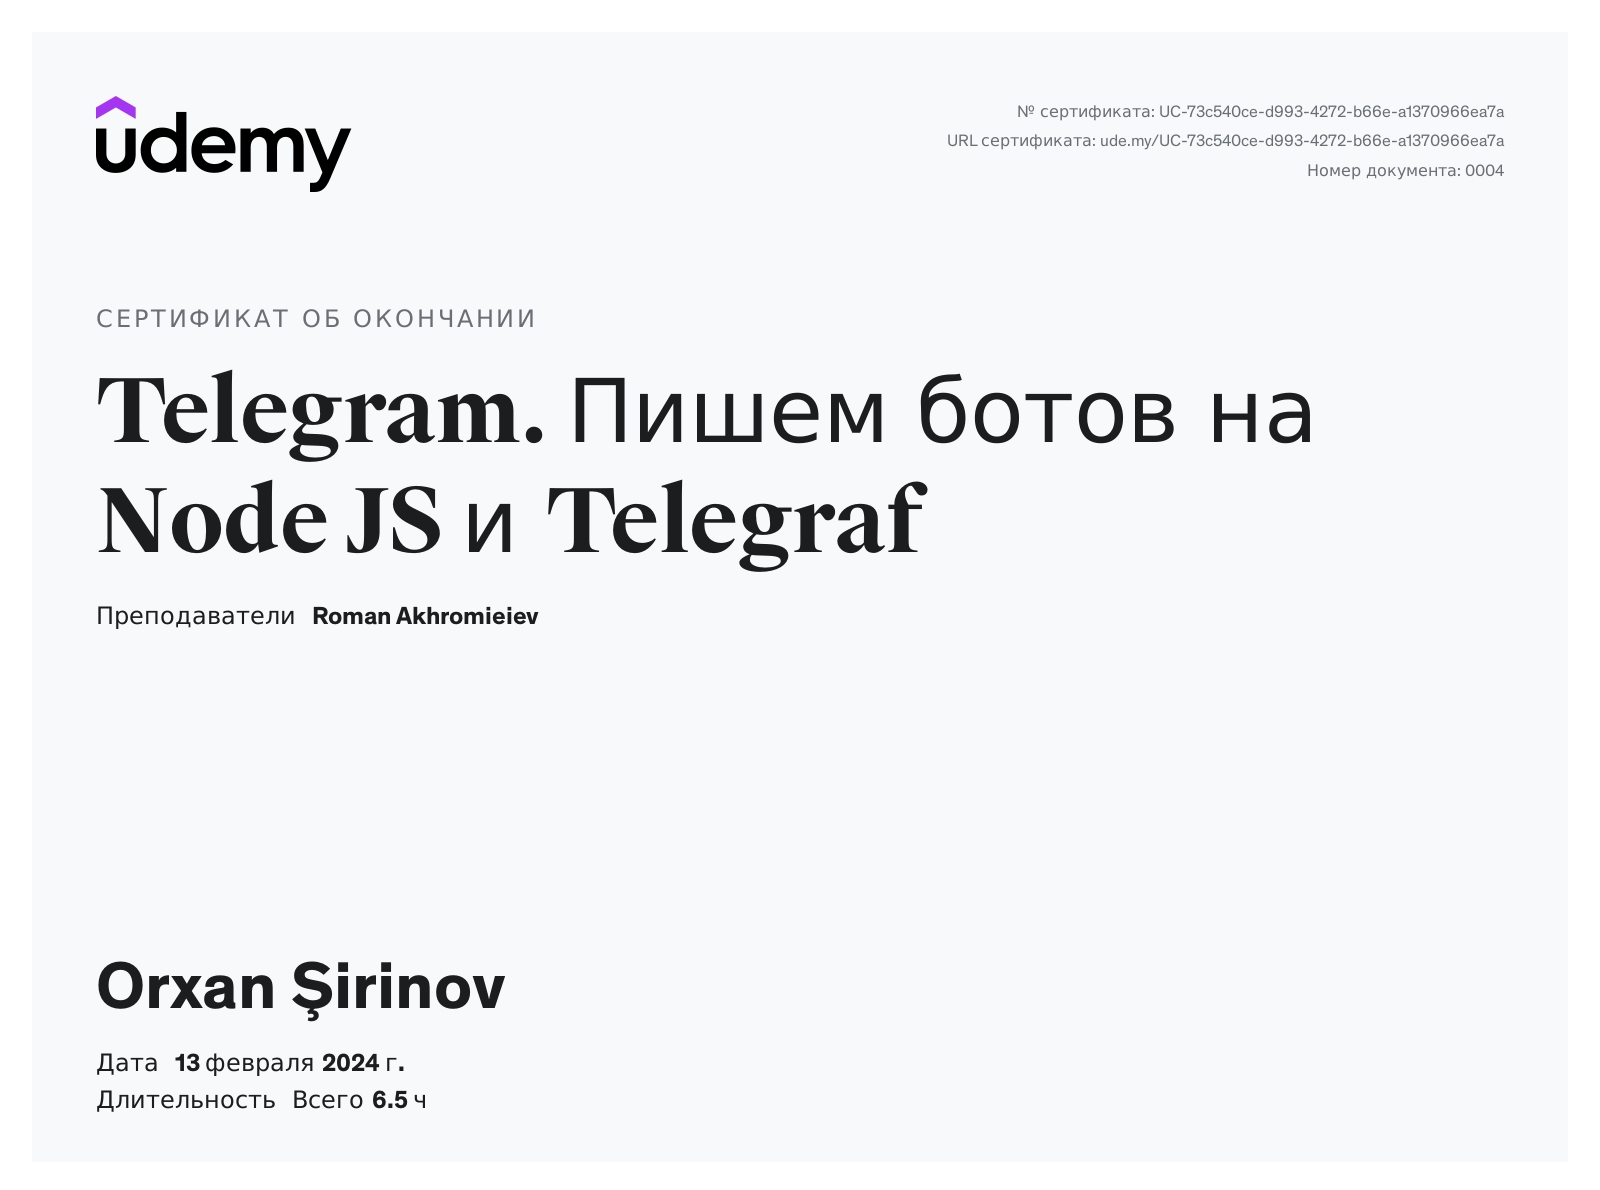 udemy
№ сертификата: UC-73c540ce-d993-4272-b66e-a1370966ea7a
URL сертификата: ude.my/UC-73c540ce-d993-4272-b66e-a1370966ea7a
Номер документа: 0004
СЕРТИФИКАТ ОБ ОКОНЧАНИИ
Telegram. Пишем ботов на
Node JS и Telegraf
Преподаватели Roman Akhromieiev
Orxan Şirinov
Дата 13 февраля 2024 г.
Длительность Всего 6.5 ч